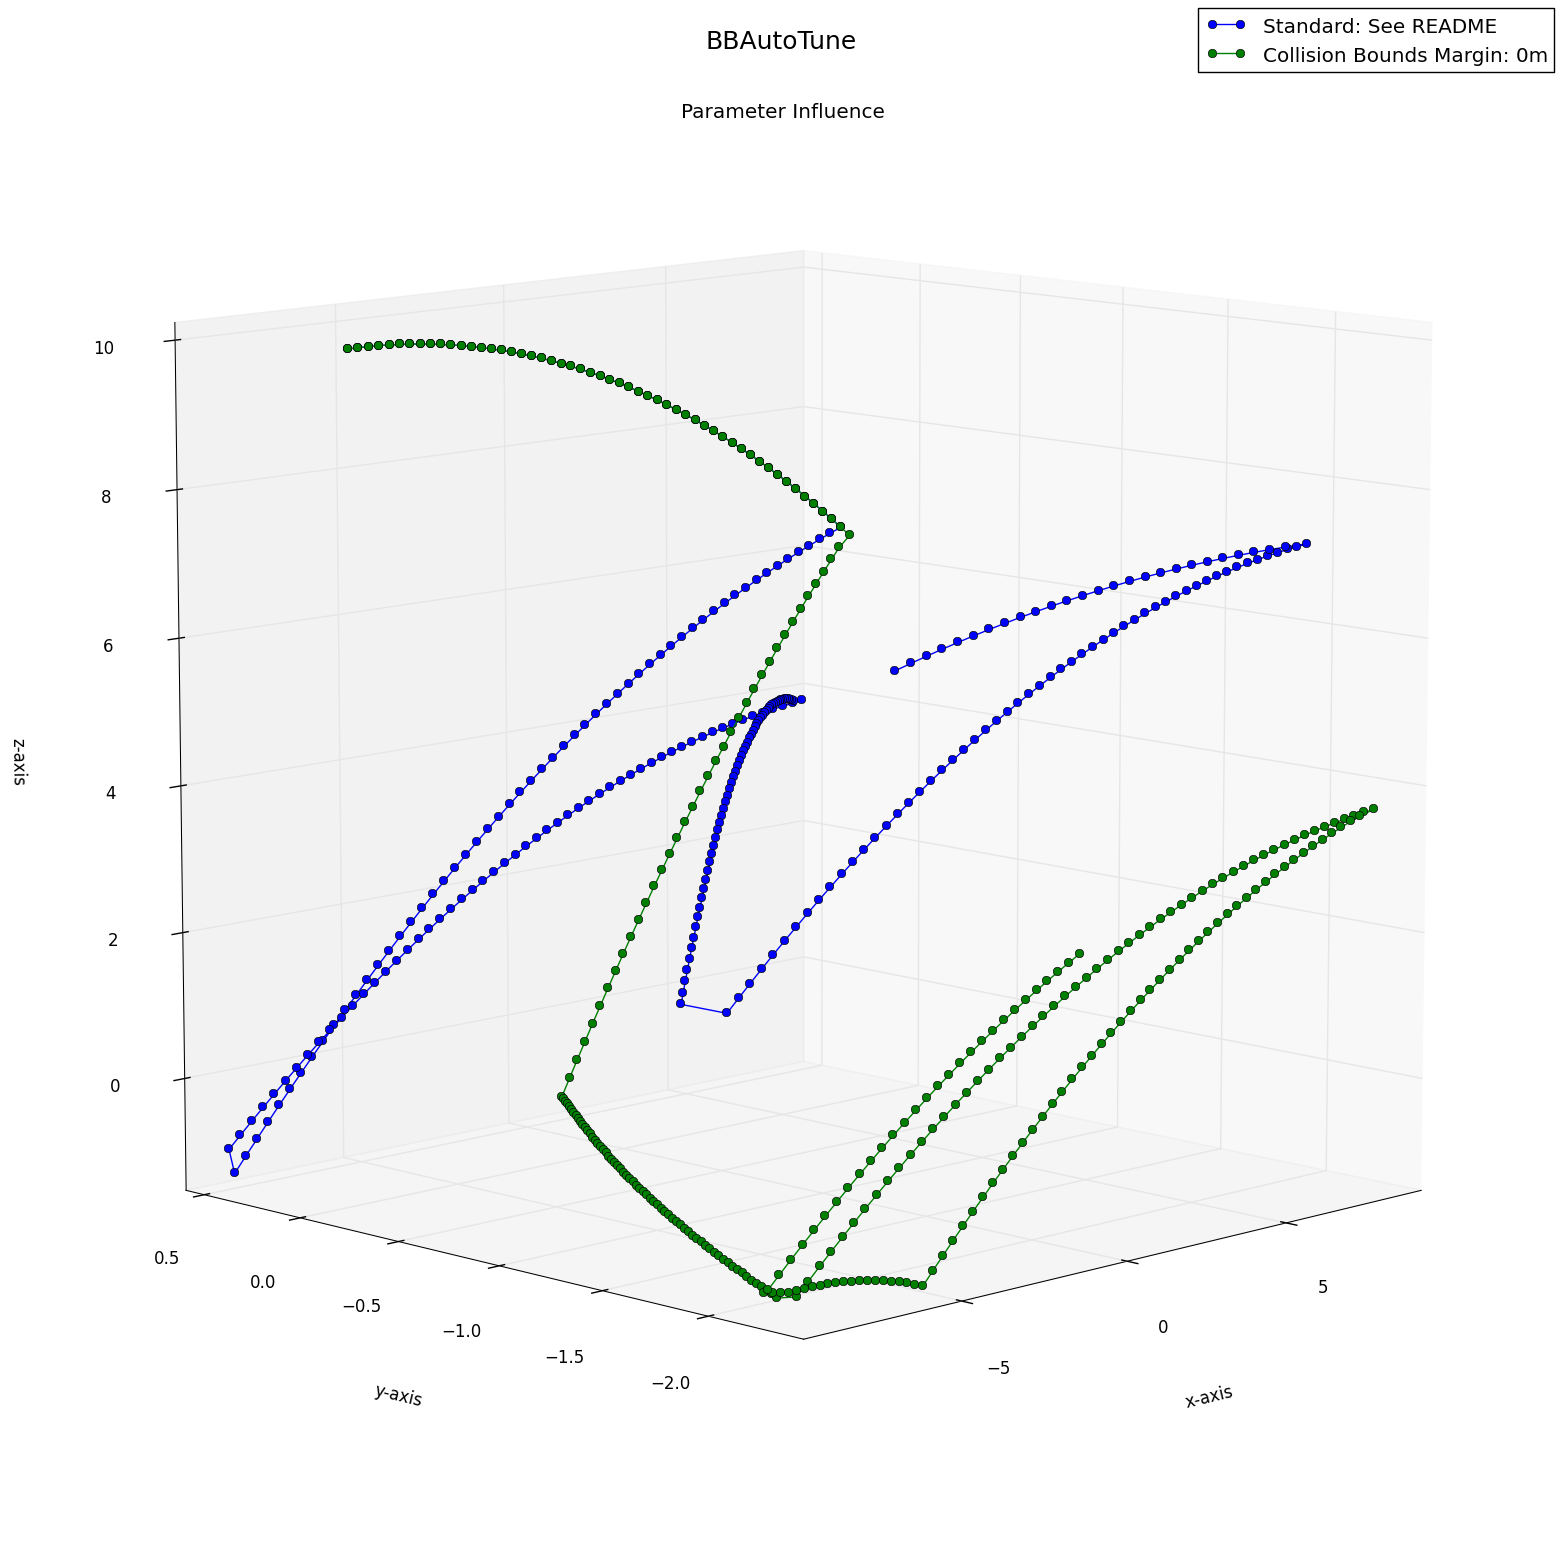 BBAutoTune
Standard: See README
Collision Bounds Margin: 0m
Parameter Influence
10
8
6
4
2
0
z-axis
0.5
0.0
−0.5
−1.0
−1.5
−2.0
y-axis
−5
0
5
x-axis